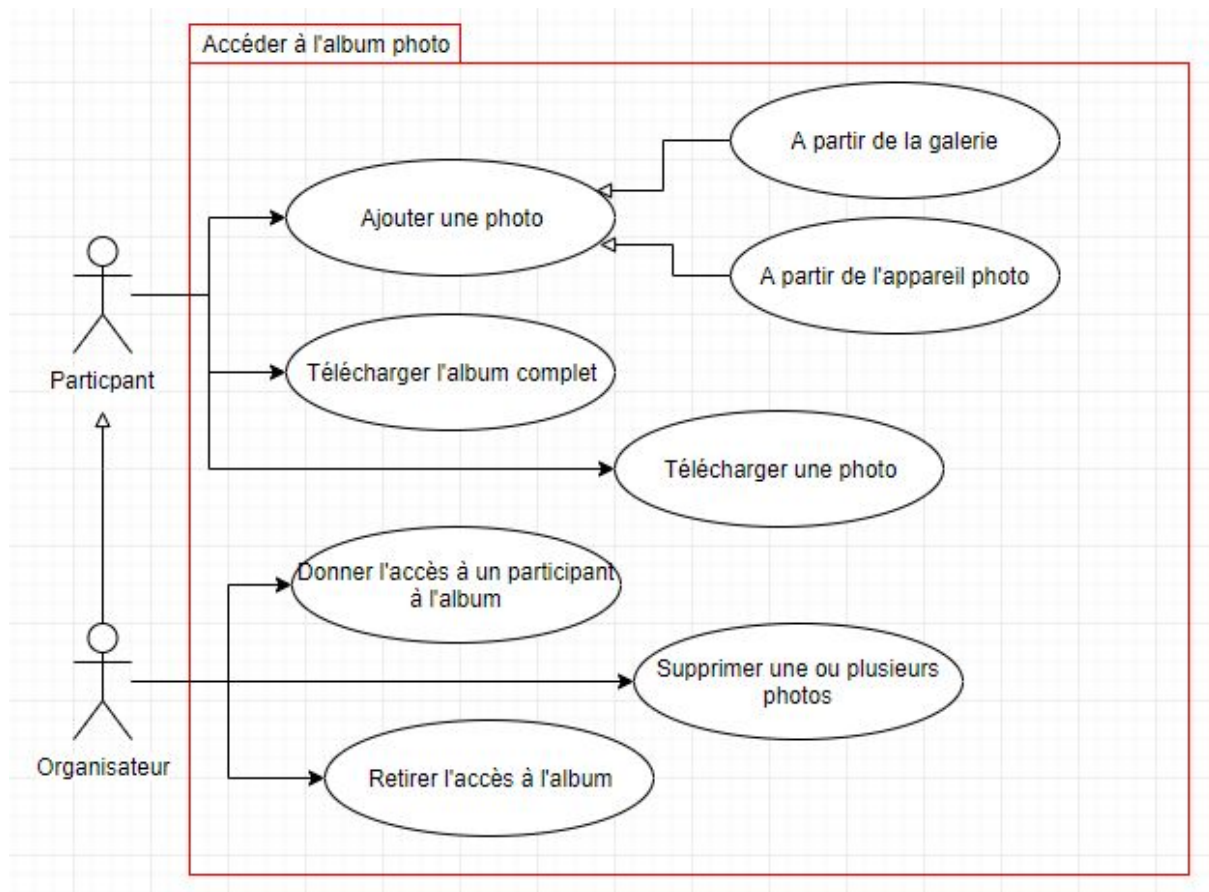 Accéder à l'album photo
A partir de la galerie
Ajouter une photo
A partir de l'appareil photo
Particpant
Télécharger l'album complet
Télécharger une photo
Donner l'accès à un participant
à l'album
Supprimer une ou plusieurs
photos
Organisateur
Retirer l'accès à l'album